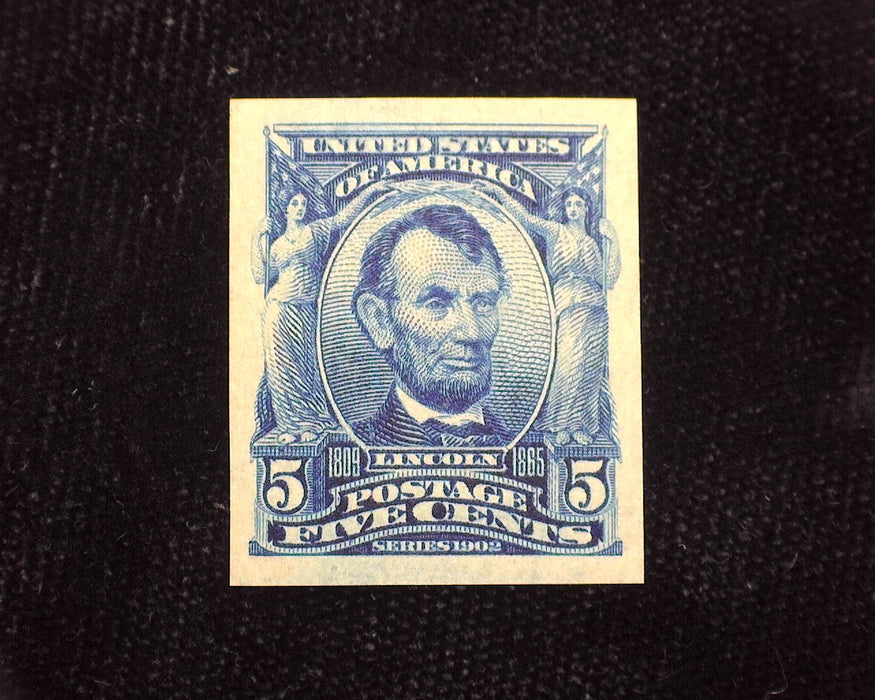 UNITED STATES
OF AMERICA
1809 LINCOLN 1865
5 POSTAGE 5
FIVE CENTS
SERIES 1902